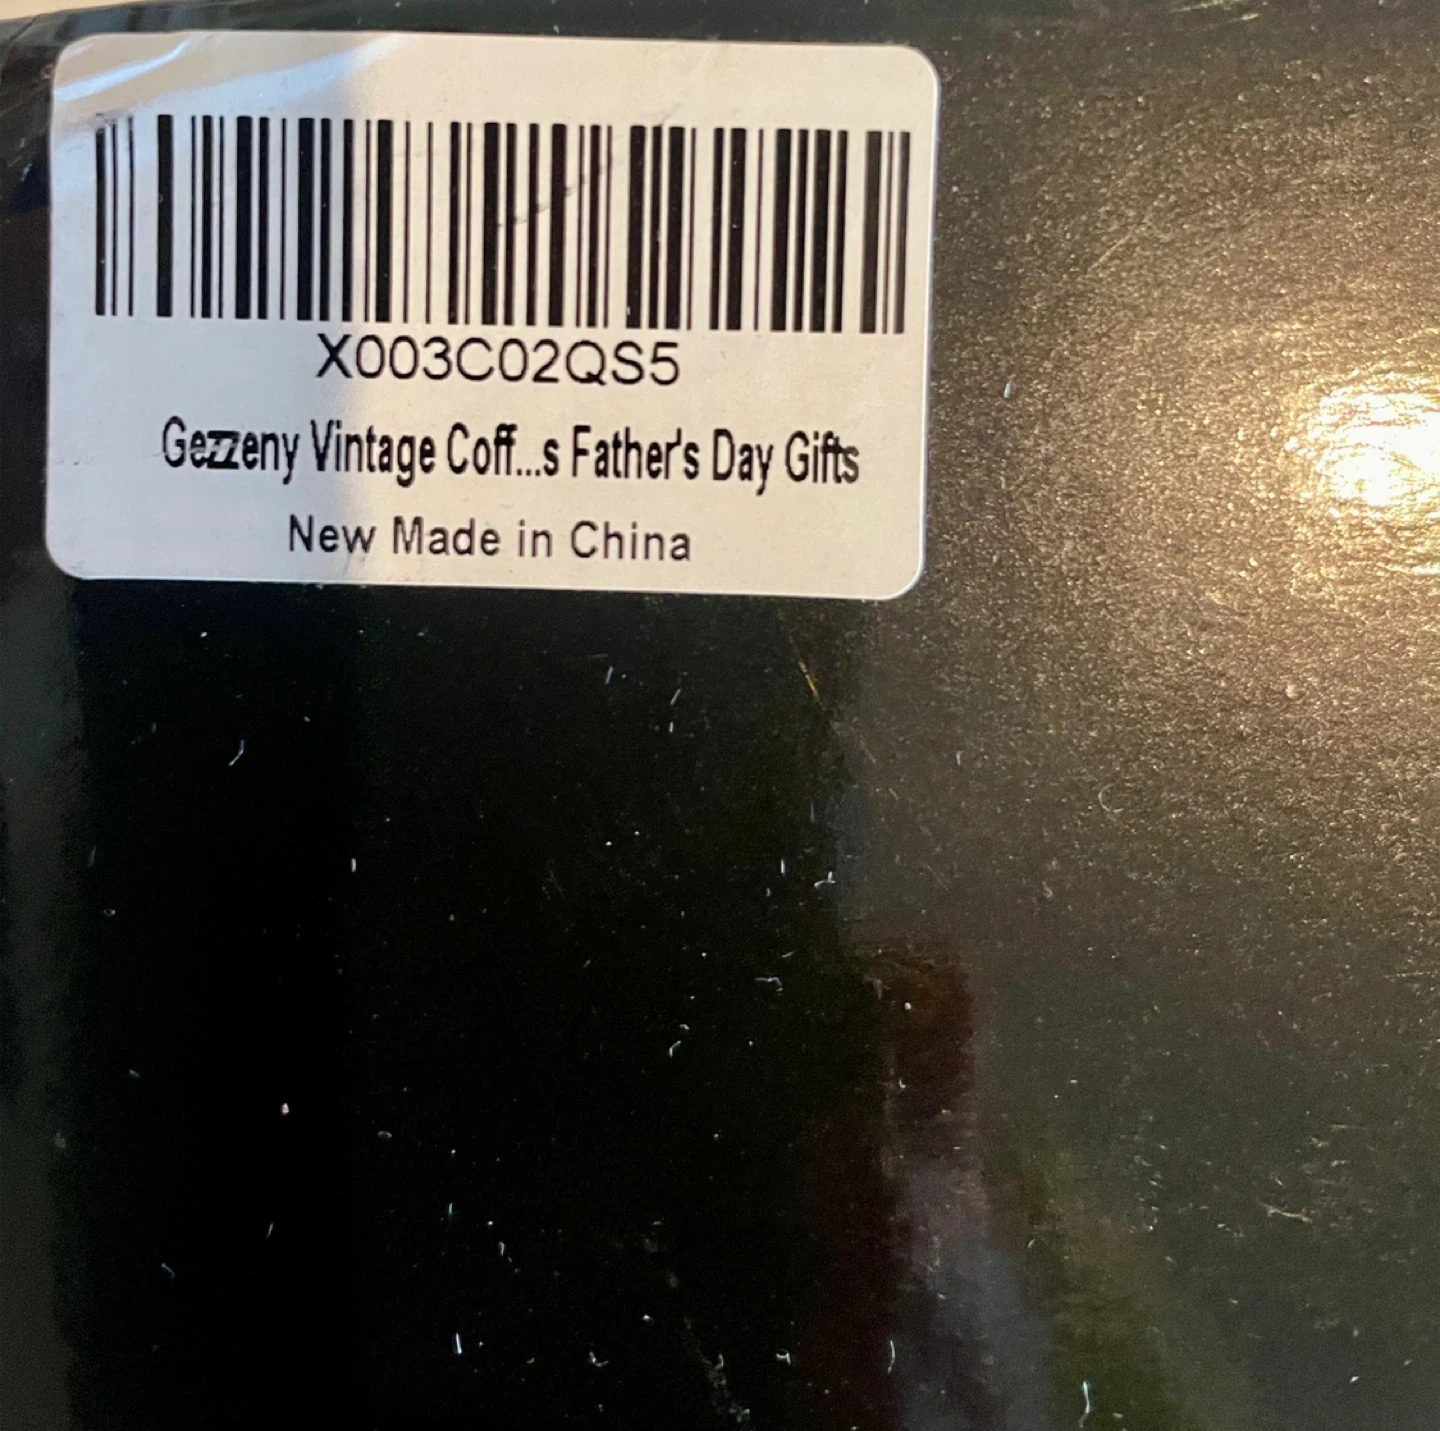 X003C02QS5
Gezzeny Vintage Coff...s Father's Day Gifts
New Made in China